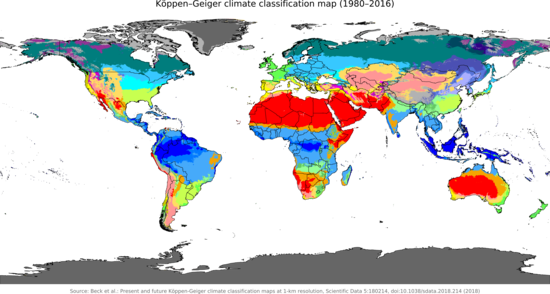 Köppen–Geiger climate classification map (1980–2016)
Source: Beck et al.: Present and future Köppen-Geiger climate classification maps at 1-km resolution, Scientific Data 5:180214, doi:10.1038/sdata.2018.214 (2018)